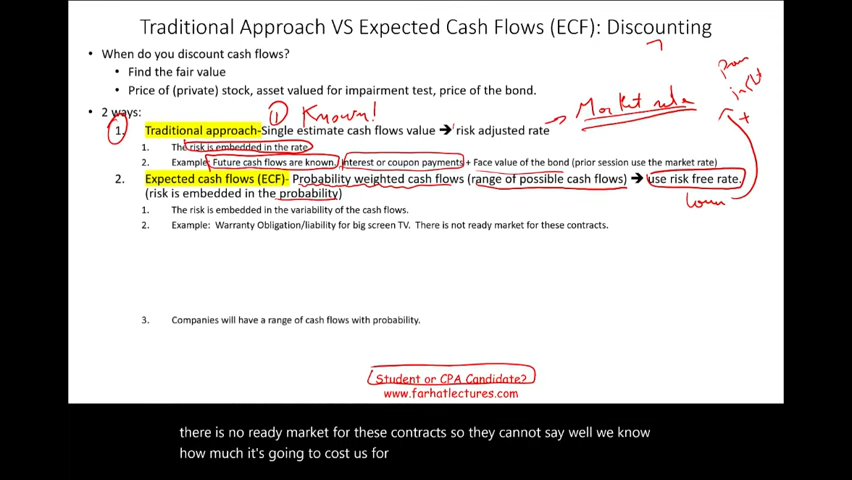 Traditional Approach VS Expected Cash Flows (ECF): Discounting
• When do you discount cash flows?
• Find the fair value
• Price of (private) stock, asset valued for impairment test, price of the bond.
• 2 ways:
① Known!
Market rate
1. Traditional approach-Single estimate cash flows value → risk adjusted rate
1. The risk is embedded in the rate
2. Example: Future cash flows are known, interest or coupon payments + Face value of the bond (prior session use the market rate)
2. Expected cash flows (ECF)- Probability weighted cash flows (range of possible cash flows) → use risk free rate.
(risk is embedded in the probability)
1. The risk is embedded in the variability of the cash flows.
2. Example: Warranty Obligation/liability for big screen TV. There is not ready market for these contracts.
3. Companies will have a range of cash flows with probability.
Student or CPA Candidate?
www.farhatlectures.com
there is no ready market for these contracts so they cannot say well we know
how much it's going to cost us for